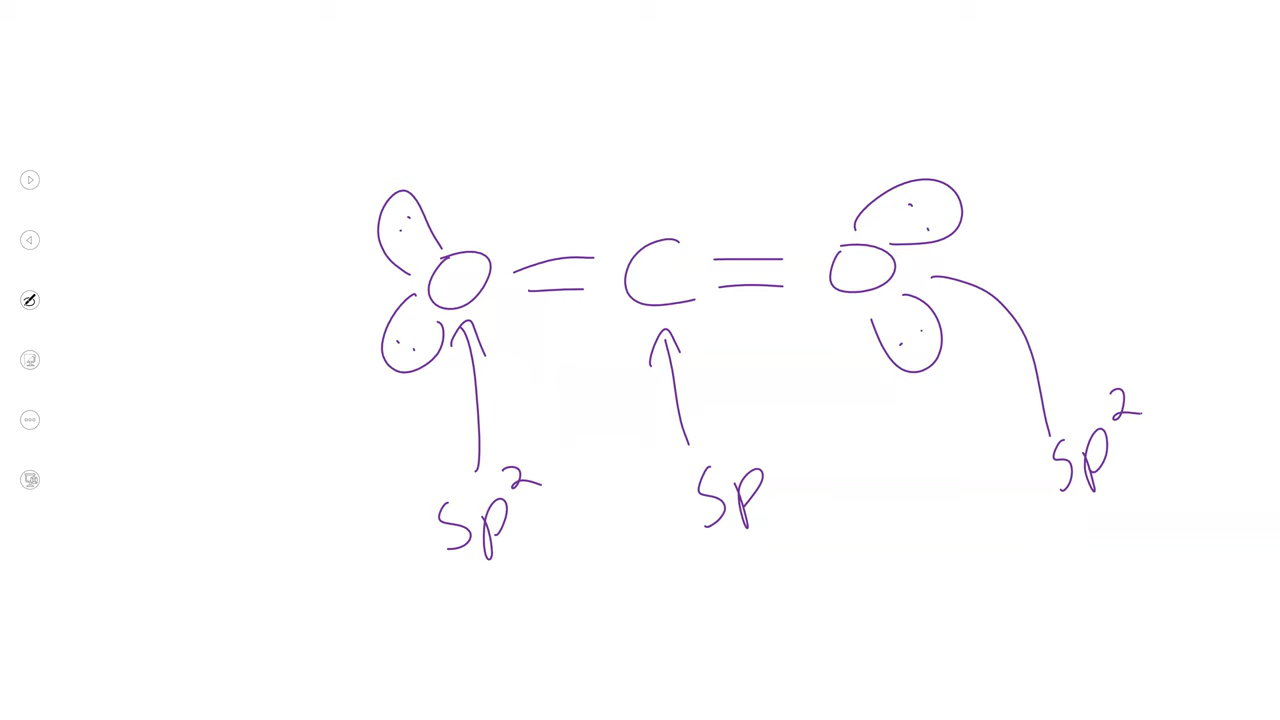 O = C = O
sp²
sp
sp²